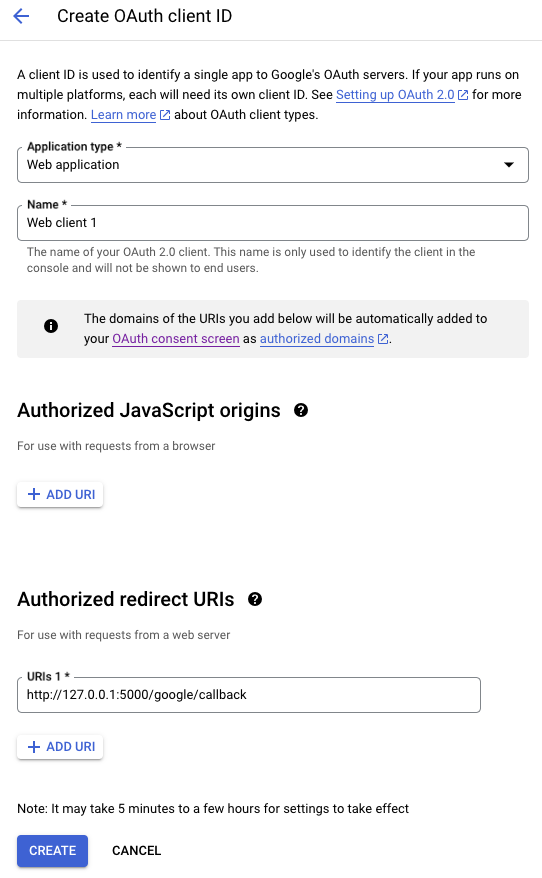 Create OAuth client ID
A client ID is used to identify a single app to Google's OAuth servers. If your app runs on
multiple platforms, each will need its own client ID. See Setting up OAuth 2.0 for more
information. Learn more about OAuth client types.
Application type *
Web application
Name *
Web client 1
The name of your OAuth 2.0 client. This name is only used to identify the client in the
console and will not be shown to end users.
The domains of the URIs you add below will be automatically added to
your OAuth consent screen as authorized domains.
Authorized JavaScript origins
For use with requests from a browser
+ ADD URI
Authorized redirect URIs
For use with requests from a web server
URIs 1 *
http://127.0.0.1:5000/google/callback
+ ADD URI
Note: It may take 5 minutes to a few hours for settings to take effect
CREATE CANCEL